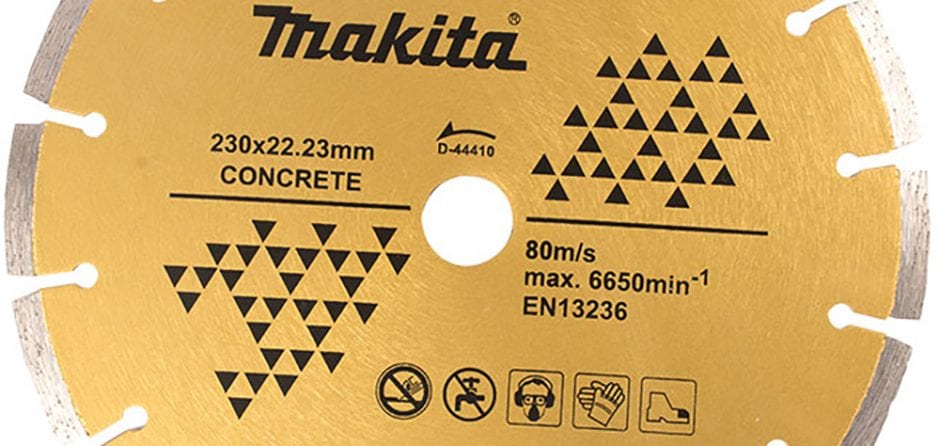 makita®
230x22.23mm
CONCRETE
D-44410
80m/s
max. 6650min⁻¹
EN13236